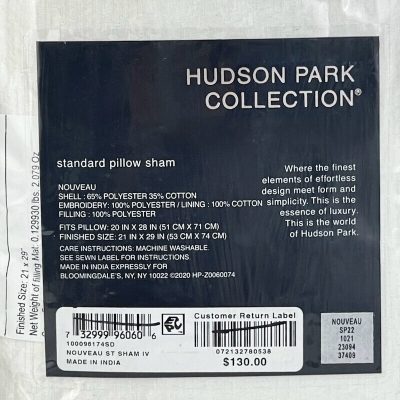 HUDSON PARK
COLLECTION®
standard pillow sham
NOUVEAU
SHELL : 65% POLYESTER 35% COTTON
EMBROIDERY: 100% POLYESTER / LINING : 100% COTTON
FILLING : 100% POLYESTER
FITS PILLOW: 20 IN X 28 IN (51 CM X 71 CM)
FINISHED SIZE: 21 IN X 29 IN (53 CM X 74 CM)
CARE INSTRUCTIONS: MACHINE WASHABLE.
SEE SEWN LABEL FOR INSTRUCTIONS.
MADE IN INDIA EXPRESSLY FOR
BLOOMINGDALE'S, NY, NY 10022 ©2020 HP-Z0060074
Where the finest
elements of effortless
design meet form and
simplicity. This is the
essence of luxury.
This is the world
of Hudson Park.
Finished Size: 21 x 29"
Net Weight of filling Mat. 0.129930 lbs. 2.079 Oz
7 32999 96060 6
100096174SD
NOUVEAU ST SHAM IV
MADE IN INDIA
Customer Return Label
072132780538
$130.00
NOUVEAU
SP22
1021
23094
37409